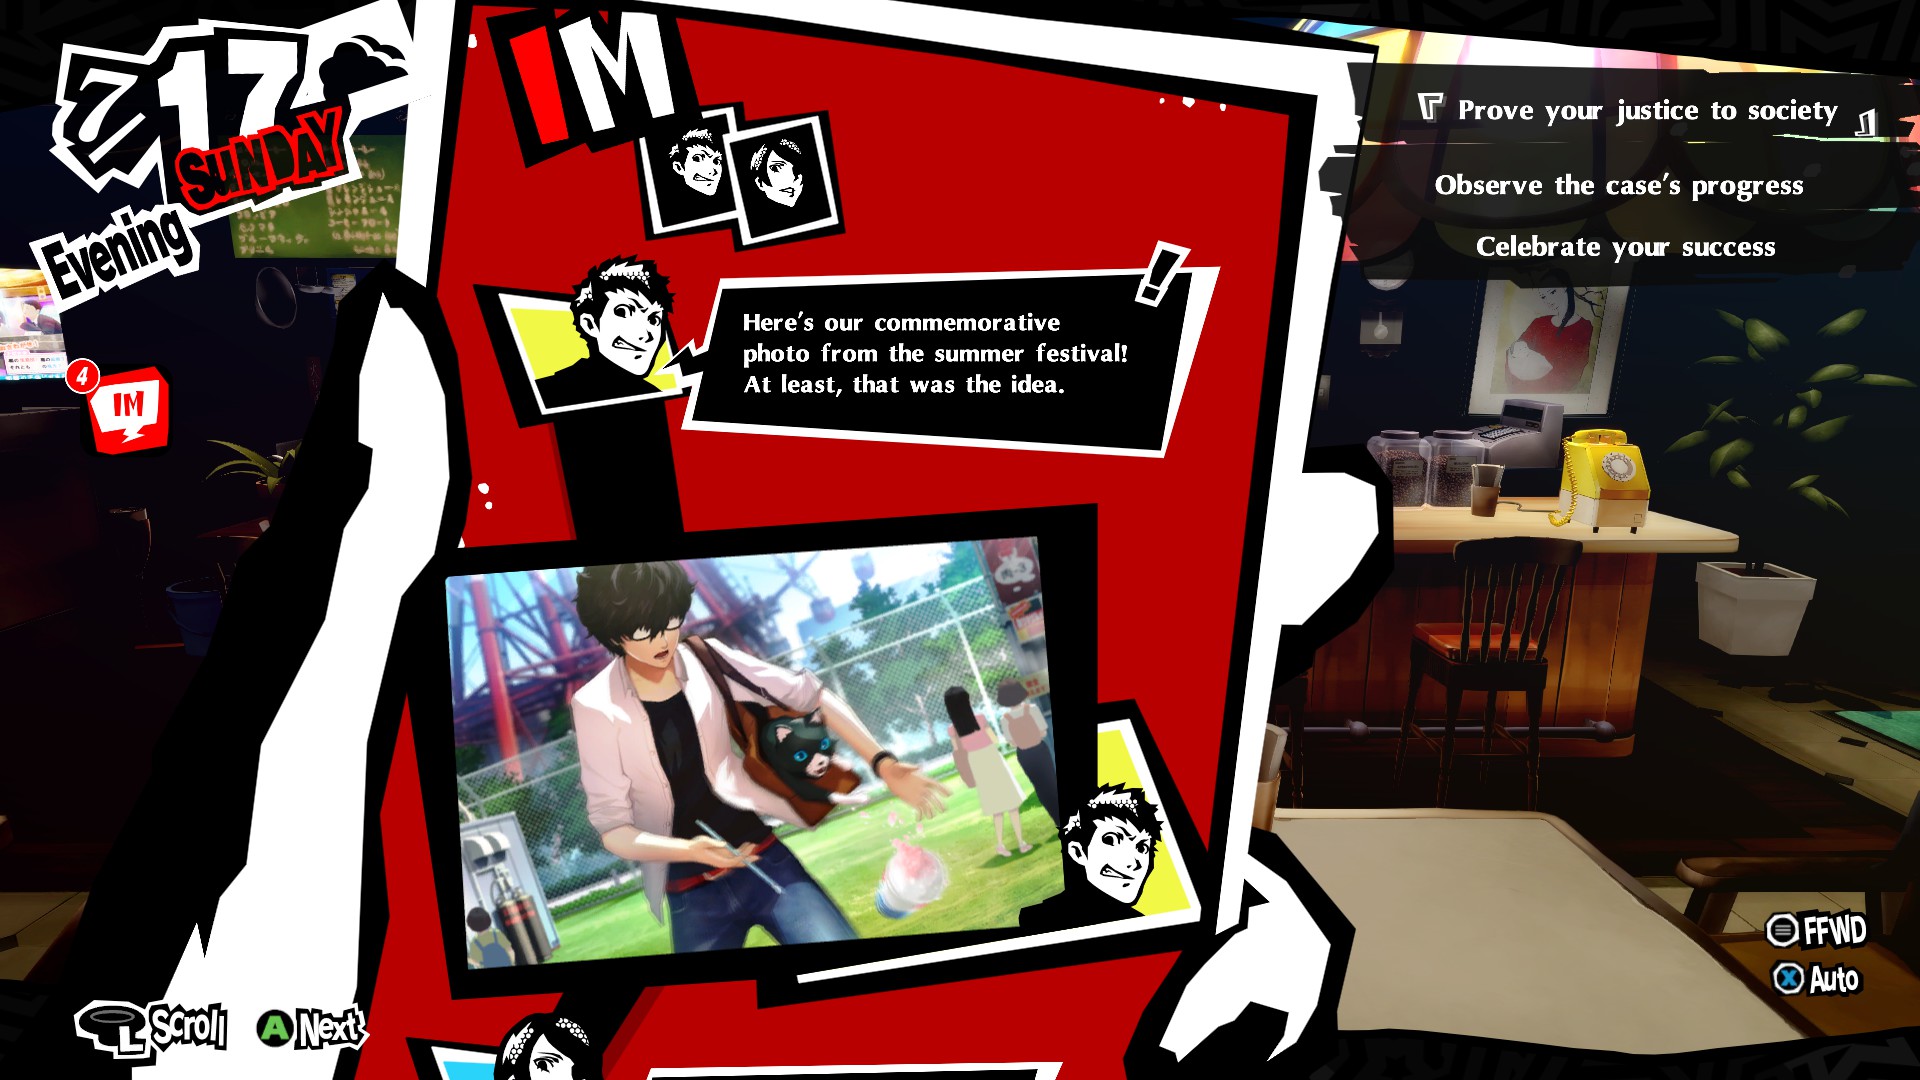 7/17
SUNDAY
Evening
IM
Prove your justice to society
Observe the case's progress
Celebrate your success
Here's our commemorative
photo from the summer festival!
At least, that was the idea.
4
IM
FFWD
X Auto
L Scroll
A Next